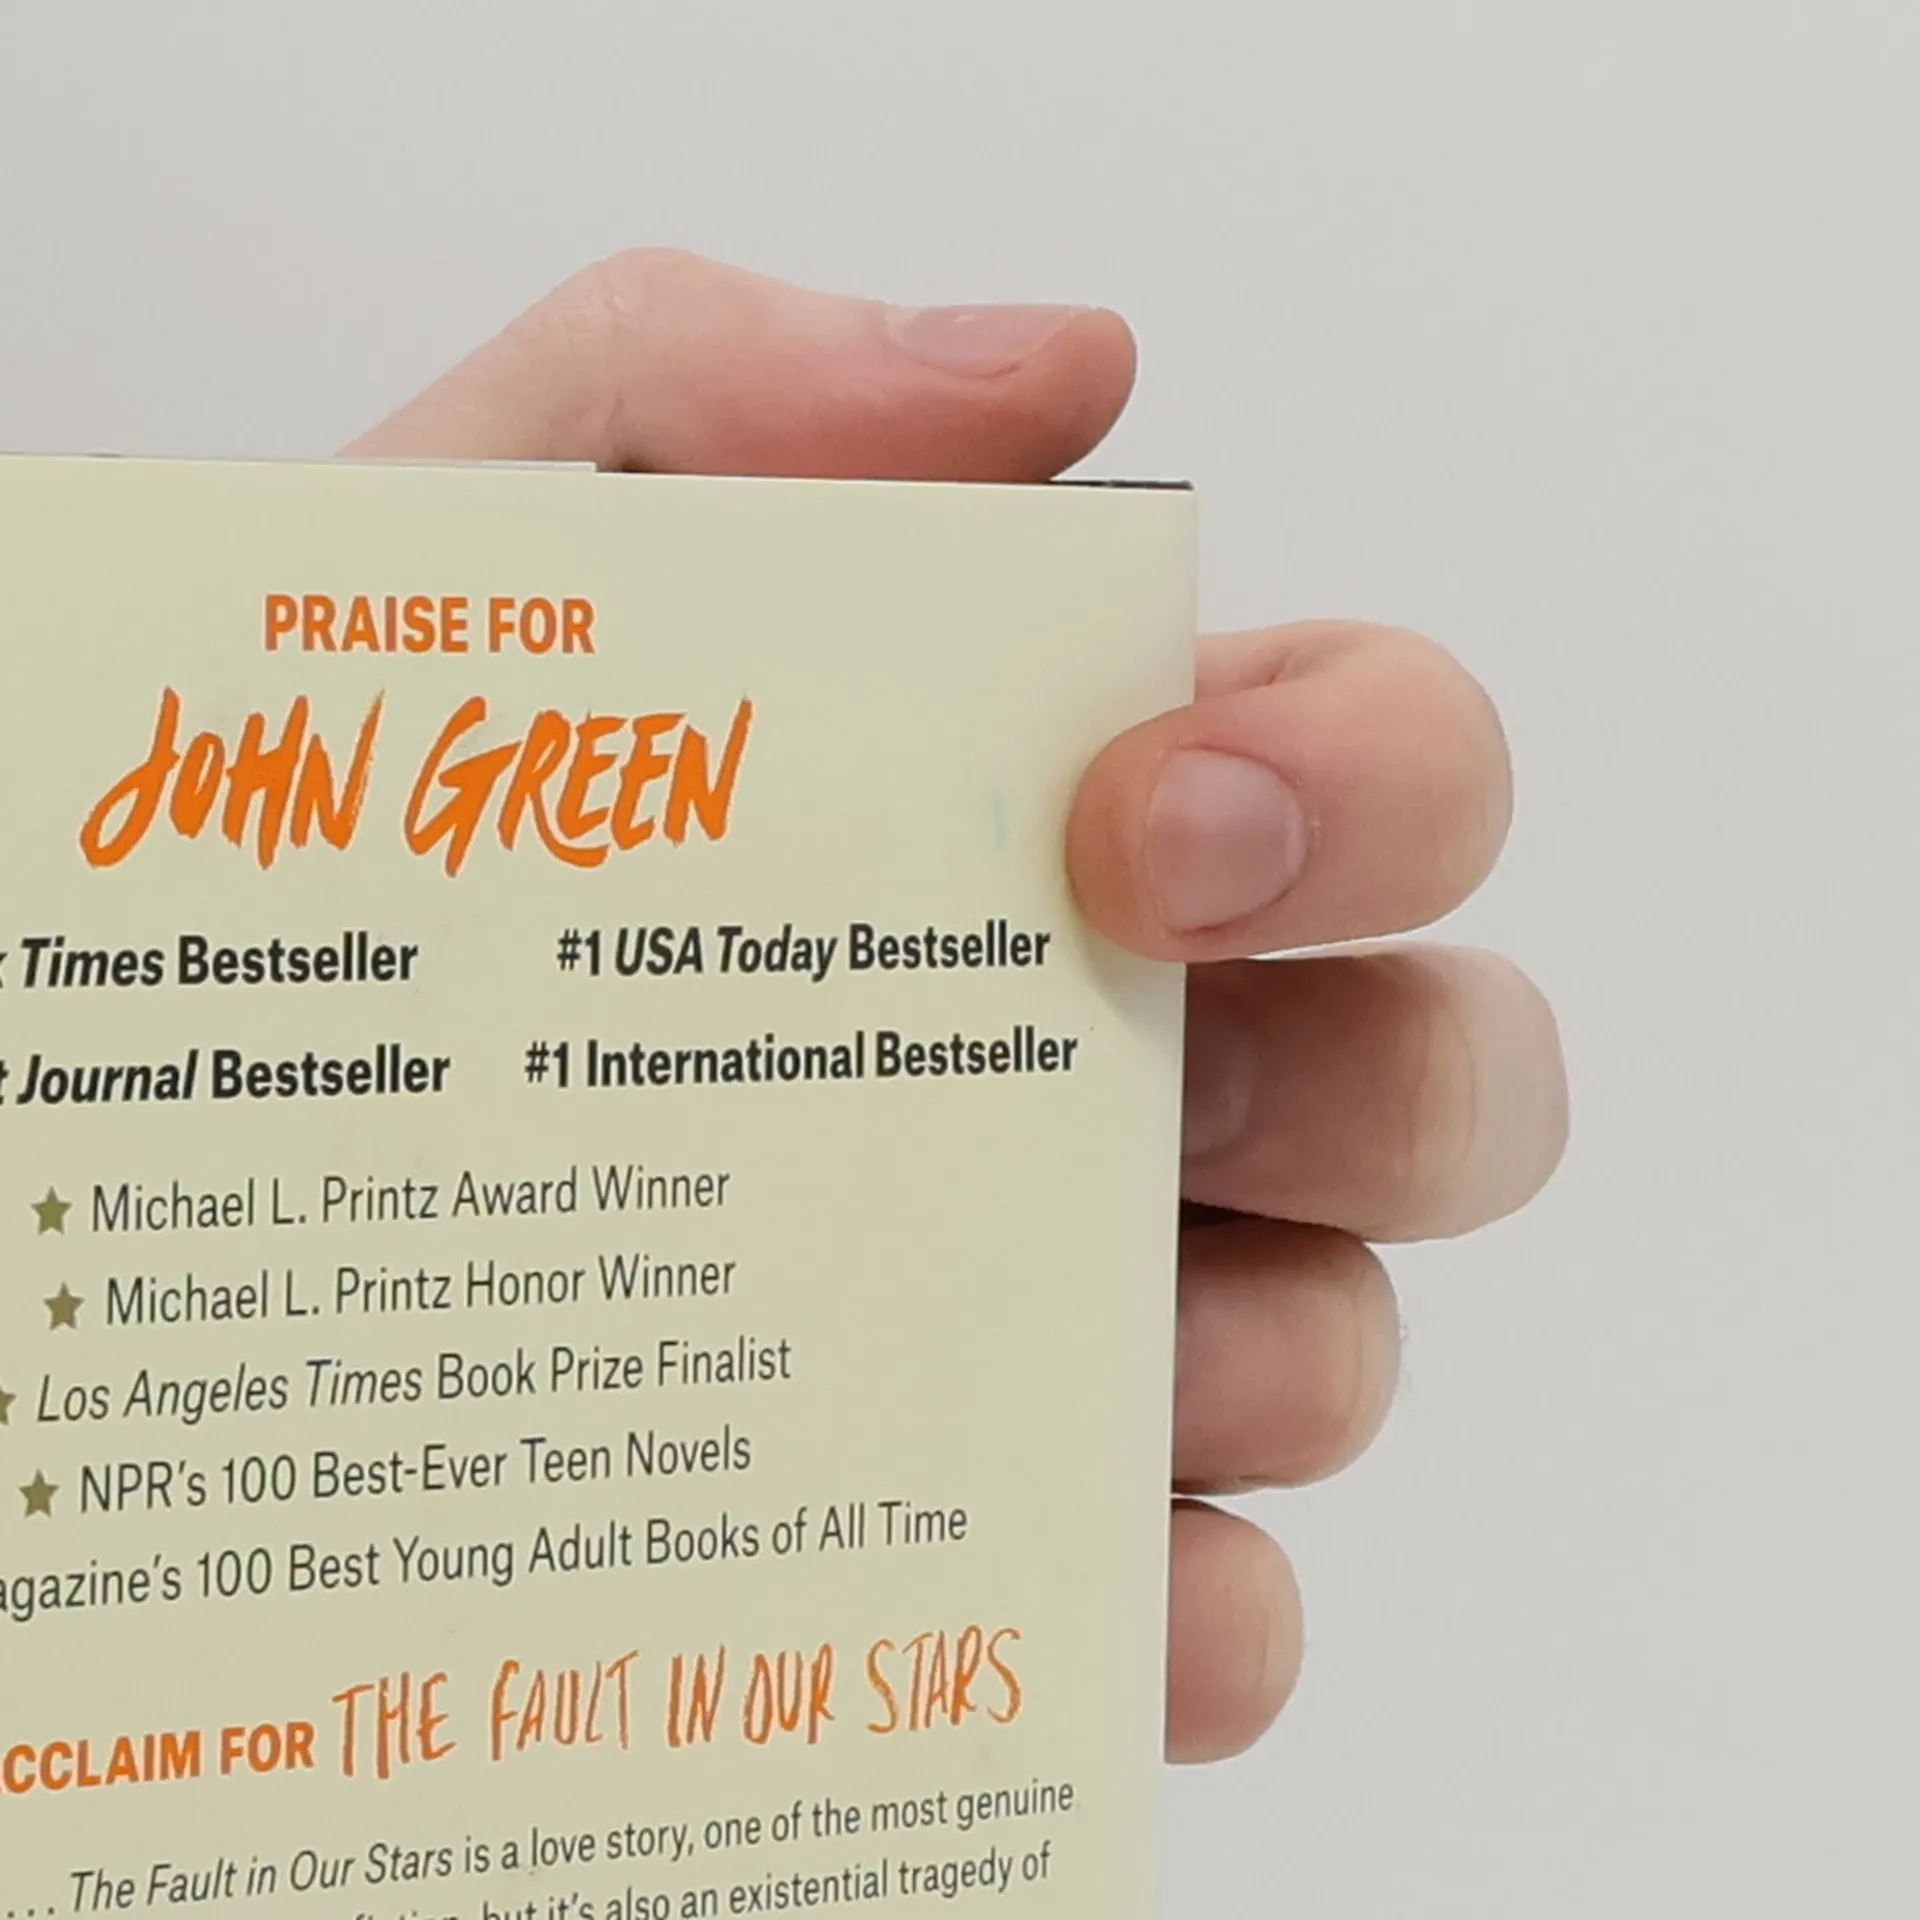 PRAISE FOR
JOHN GREEN
Times Bestseller #1 USA Today Bestseller
Journal Bestseller #1 International Bestseller
★ Michael L. Printz Award Winner
★ Michael L. Printz Honor Winner
★ Los Angeles Times Book Prize Finalist
★ NPR's 100 Best-Ever Teen Novels
agazine's 100 Best Young Adult Books of All Time
CCLAIM FOR THE FAULT IN OUR STARS
... The Fault in Our Stars is a love story, one of the most genuine
but it's also an existential tragedy of